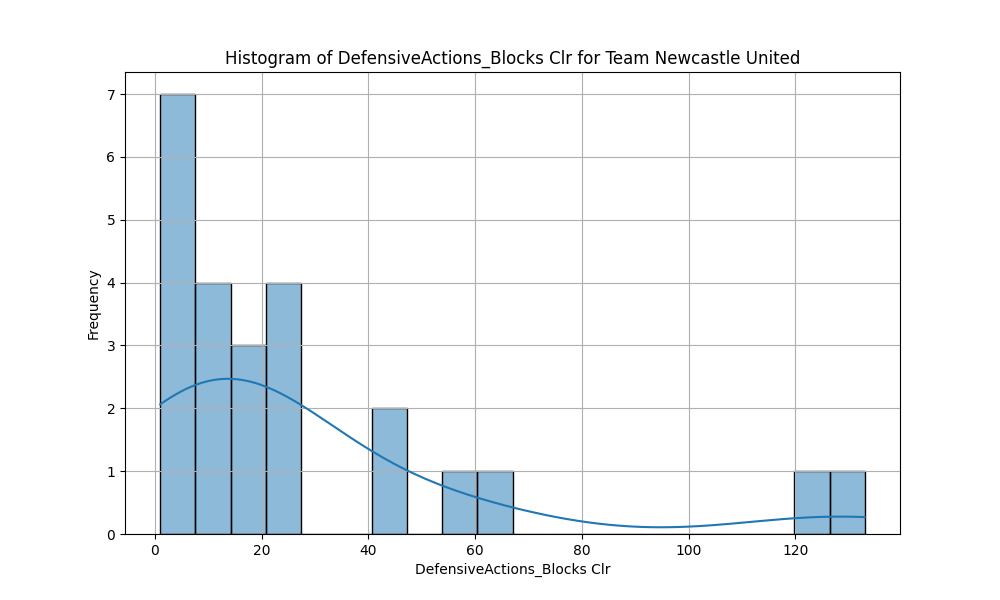 Histogram of DefensiveActions_Blocks Clr for Team Newcastle United
7
6
5
4
3
2
1
0
Frequency
0 20 40 60 80 100 120
DefensiveActions_Blocks Clr